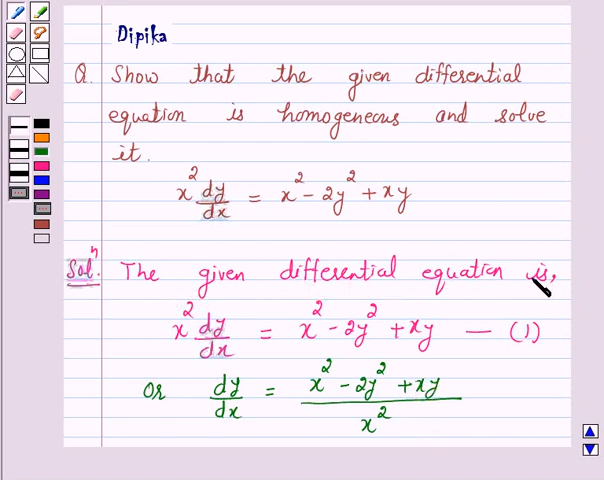 Dipika
Q. Show that the given differential
equation is homogeneous and solve
it.
x² dy/dx = x² - 2y² + xy
Solⁿ. The given differential equation is,
x² dy/dx = x² - 2y² + xy — (1)
or dy/dx = (x² - 2y² + xy)/x²